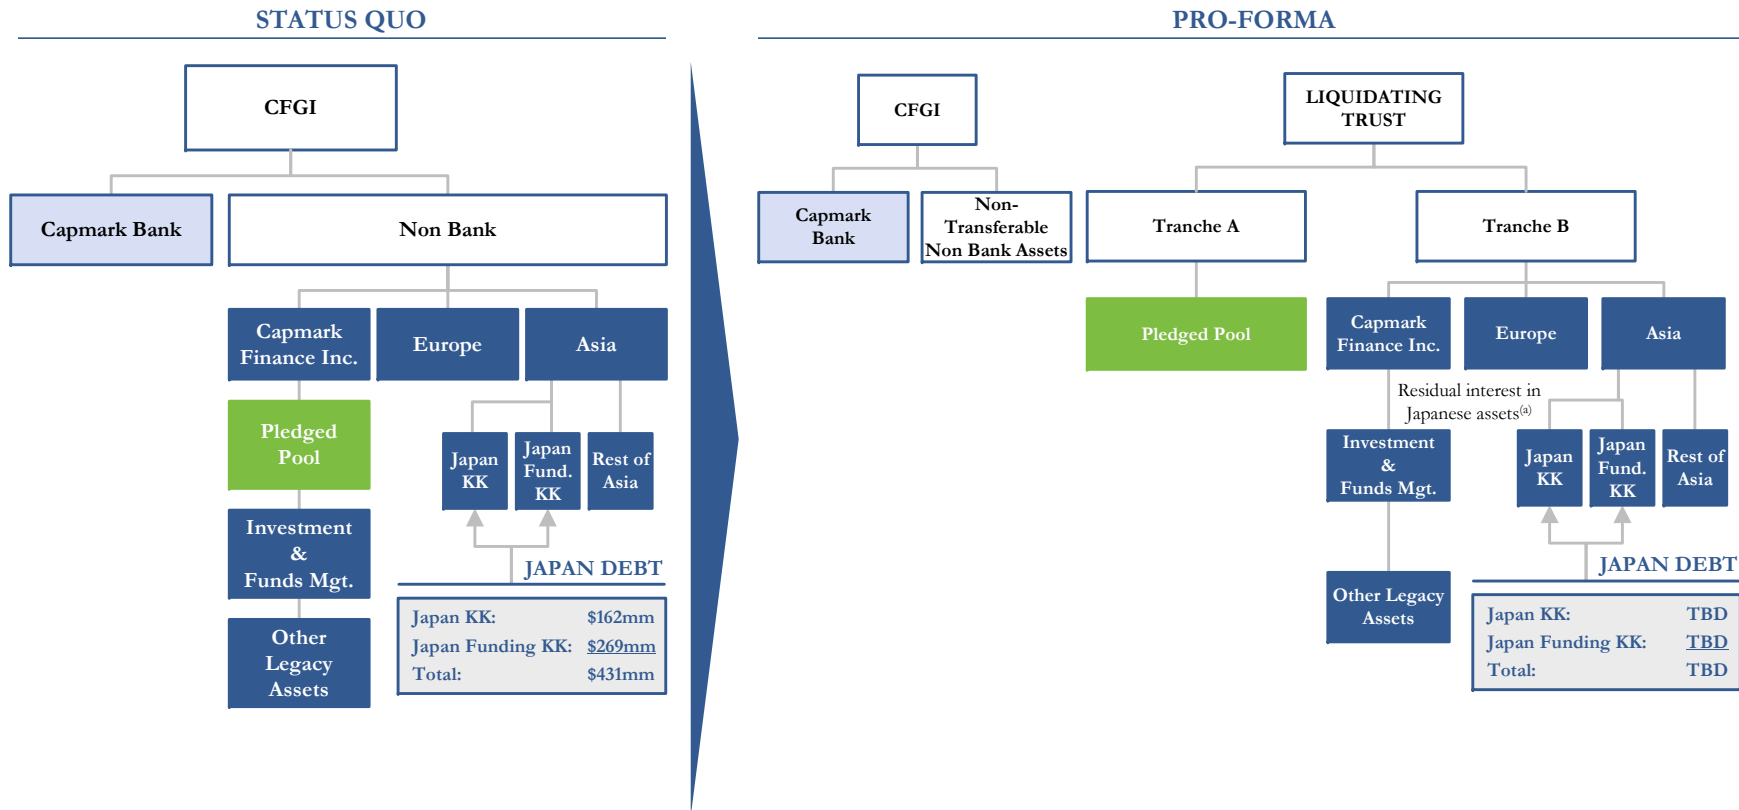 STATUS QUO
CFGI
Capmark Bank
Non Bank
Capmark
Finance Inc.
Europe
Asia
Pledged
Pool
Japan
KK
Japan
Fund.
KK
Rest of
Asia
Investment
&
Funds Mgt.
Other
Legacy
Assets
JAPAN DEBT
Japan KK: $162mm
Japan Funding KK: $269mm
Total: $431mm
PRO-FORMA
CFGI
LIQUIDATING
TRUST
Capmark
Bank
Non-
Transferable
Non Bank Assets
Tranche A
Tranche B
Pledged Pool
Capmark
Finance Inc.
Europe
Asia
Residual interest in
Japanese assets(a)
Investment
&
Funds Mgt.
Japan
KK
Japan
Fund.
KK
Rest of
Asia
Other Legacy
Assets
JAPAN DEBT
Japan KK: TBD
Japan Funding KK: TBD
Total: TBD